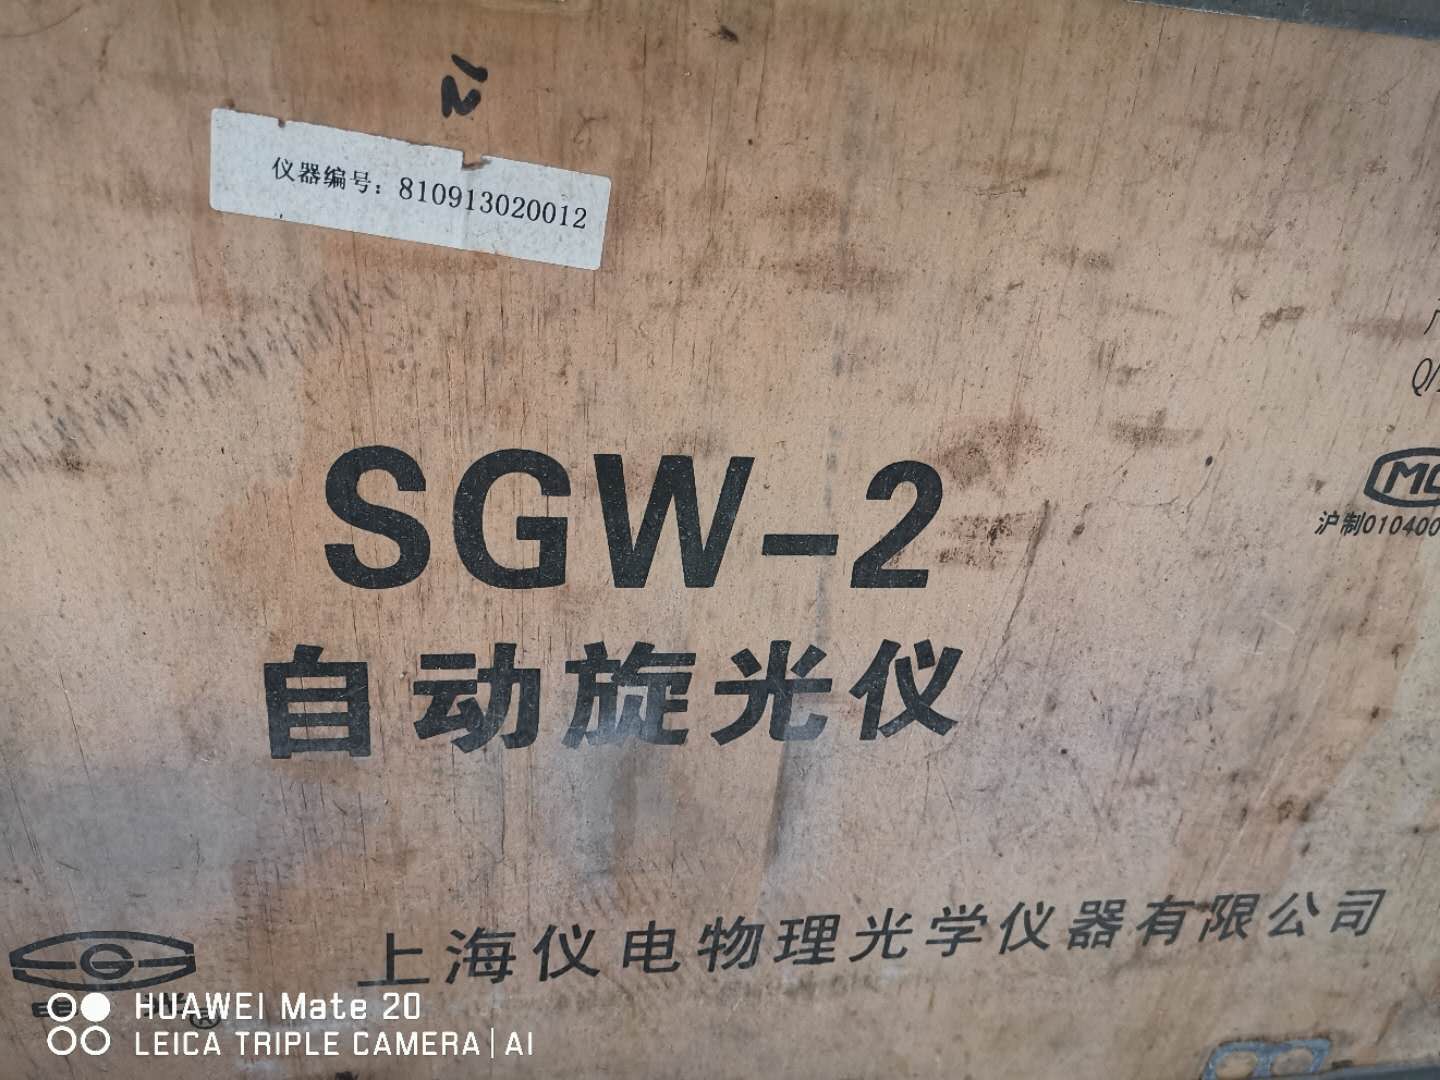 12
仪器编号：810913020012
SGW-2
自动旋光仪
沪制010400
上海仪电物理光学仪器有限公司
G
HUAWEI Mate 20
LEICA TRIPLE CAMERA | AI